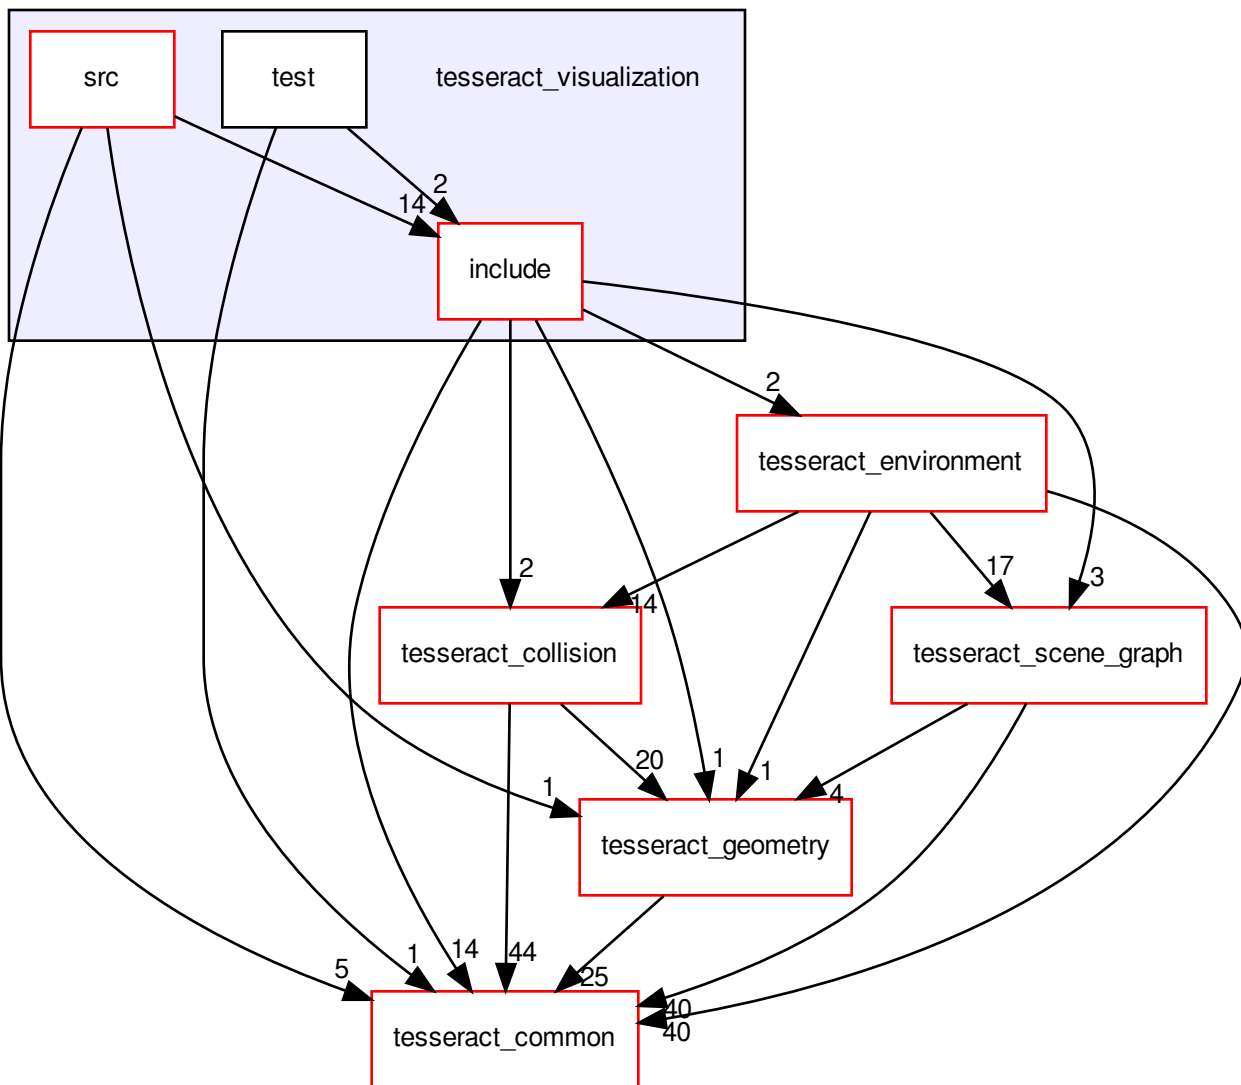 src
test
tesseract_visualization
2
14
include
2
tesseract_environment
2
14
17
3
tesseract_collision
tesseract_scene_graph
20
1
1
1
4
tesseract_geometry
5
1
14
44
25
40
40
tesseract_common